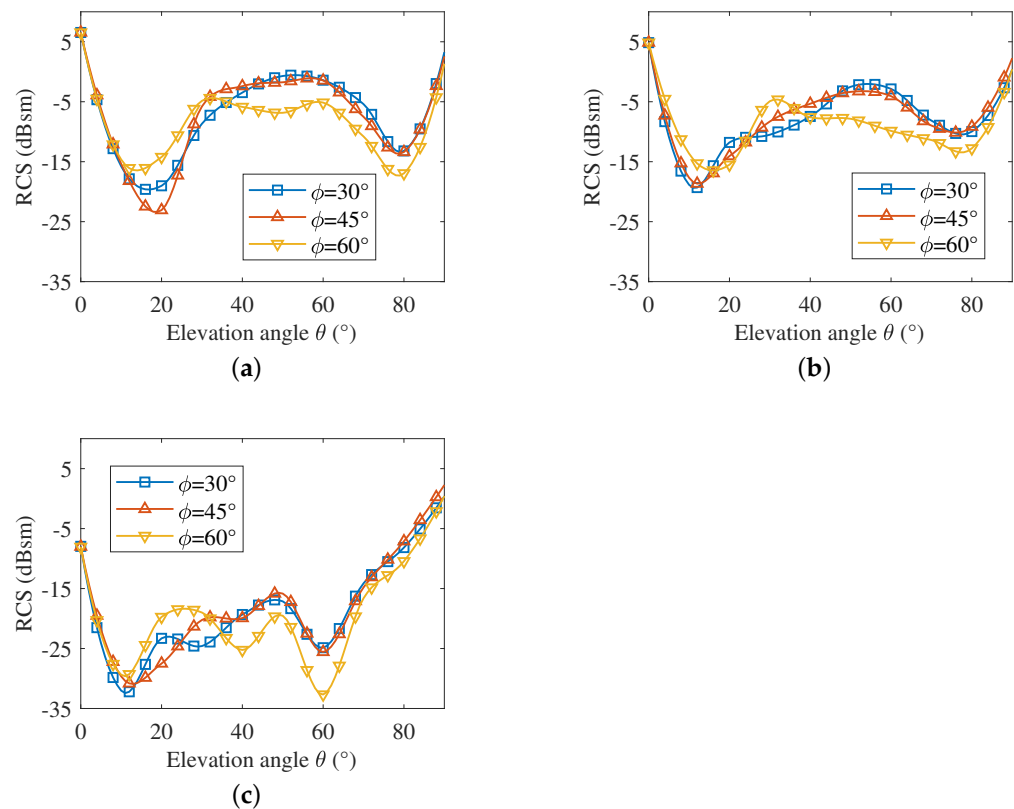 5
-5
-15
-25
-35
RCS (dBsm)
ϕ=30°
ϕ=45°
ϕ=60°
0 20 40 60 80
Elevation angle θ (°)
(a)
5
-5
-15
-25
-35
RCS (dBsm)
ϕ=30°
ϕ=45°
ϕ=60°
0 20 40 60 80
Elevation angle θ (°)
(b)
5
-5
-15
-25
-35
RCS (dBsm)
ϕ=30°
ϕ=45°
ϕ=60°
0 20 40 60 80
Elevation angle θ (°)
(c)